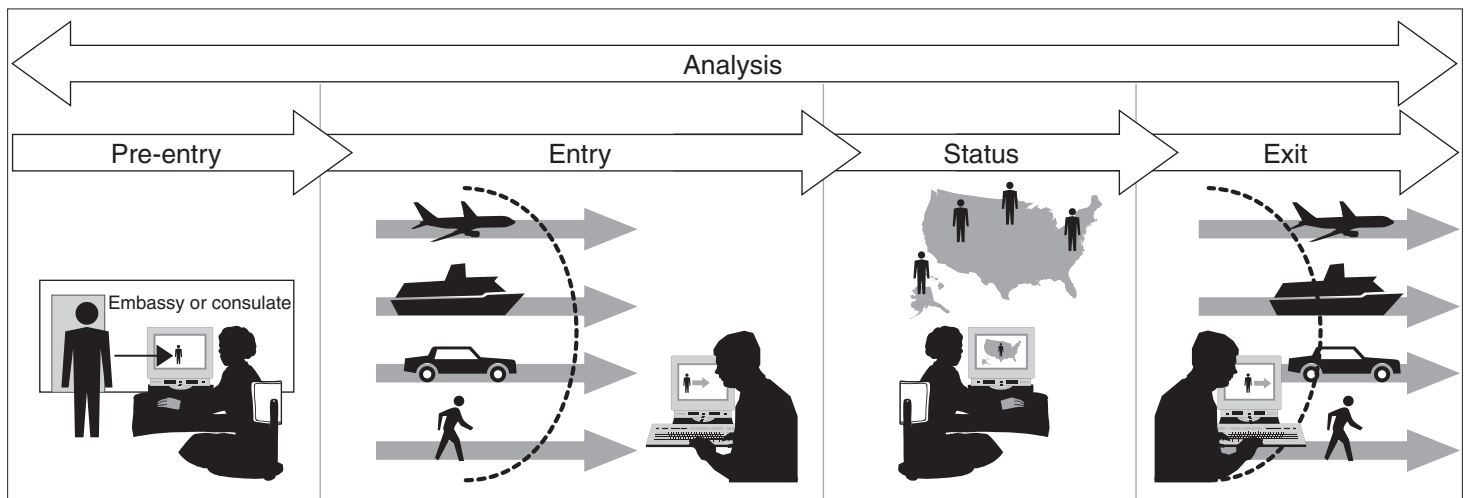 Analysis
Pre-entry
Entry
Status
Exit
Embassy or consulate